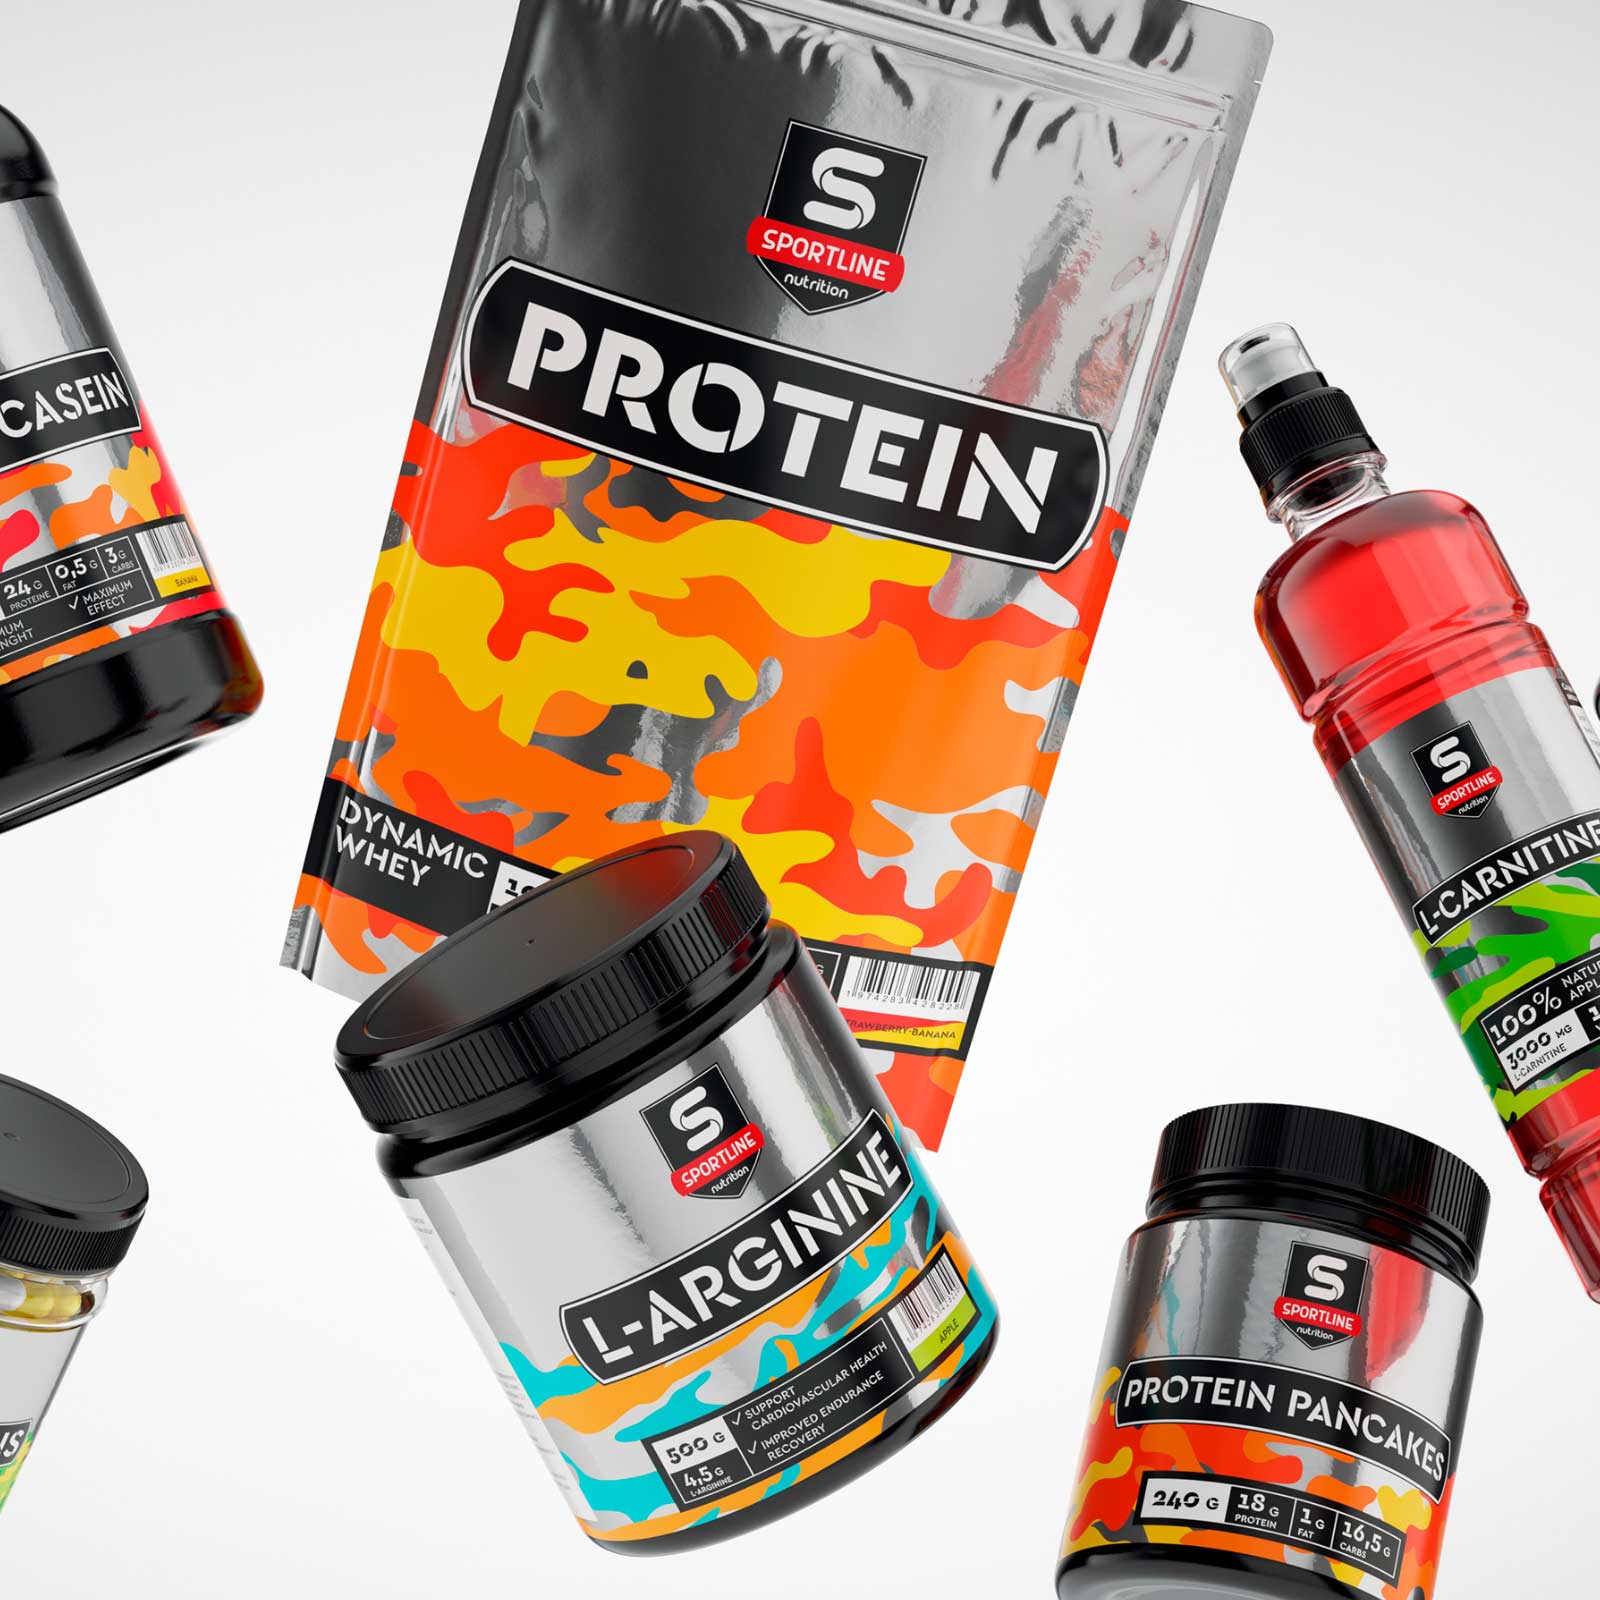 S
SPORTLINE
nutrition
PROTEIN
DYNAMIC
WHEY
1974283428228
STRAWBERRY-BANANA
CASEIN
24 G
PROTEINE
0,5 G
FAT
3 G
CARBS
BANANA
✓ MAXIMUM
EFFECT
S
SPORTLINE
nutrition
L-CARNITINE
100%
3000 MG
L-CARNITINE
S
SPORTLINE
nutrition
L-ARGININE
500 G
4,5 G
L-ARGININE
✓ SUPPORT
CARDIOVASCULAR HEALTH
✓ IMPROVED ENDURANCE
RECOVERY
APPLE
S
SPORTLINE
nutrition
PROTEIN PANCAKES
240 G
18 G
PROTEIN
1 G
FAT
16,5 G
CARBS